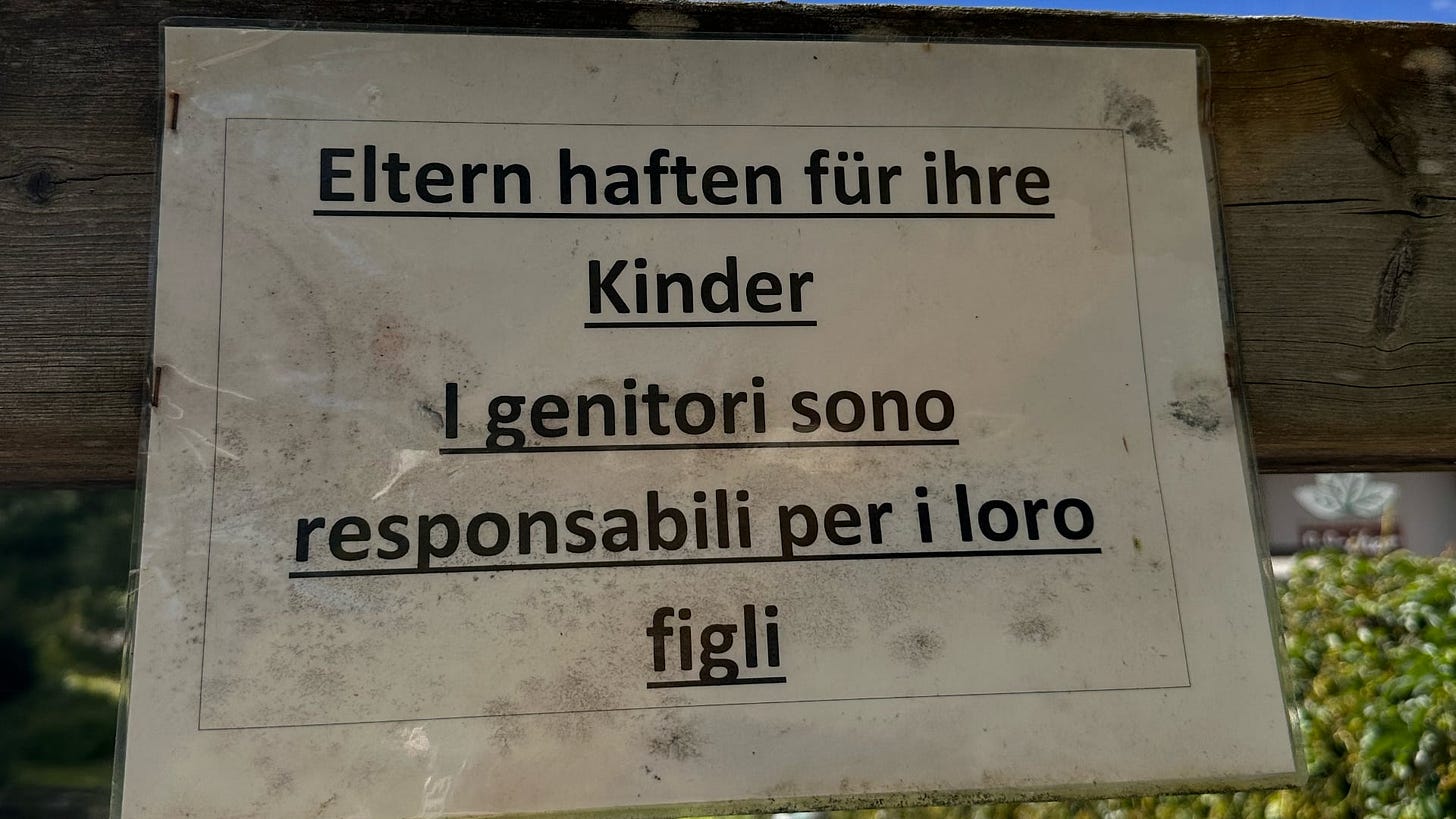 Eltern haften für ihre
Kinder
I genitori sono
responsabili per i loro
figli